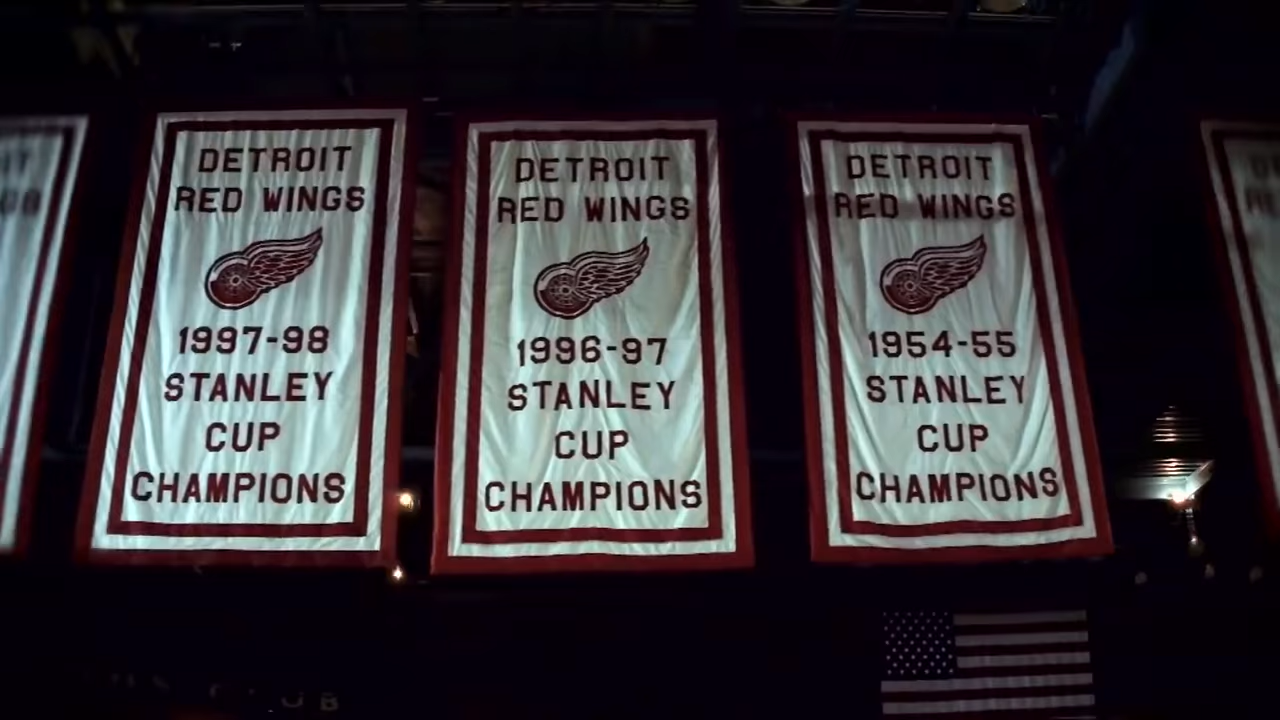 DETROIT
RED WINGS
1997-98
STANLEY
CUP
CHAMPIONS
DETROIT
RED WINGS
1996-97
STANLEY
CUP
CHAMPIONS
DETROIT
RED WINGS
1954-55
STANLEY
CUP
CHAMPIONS
CLUB